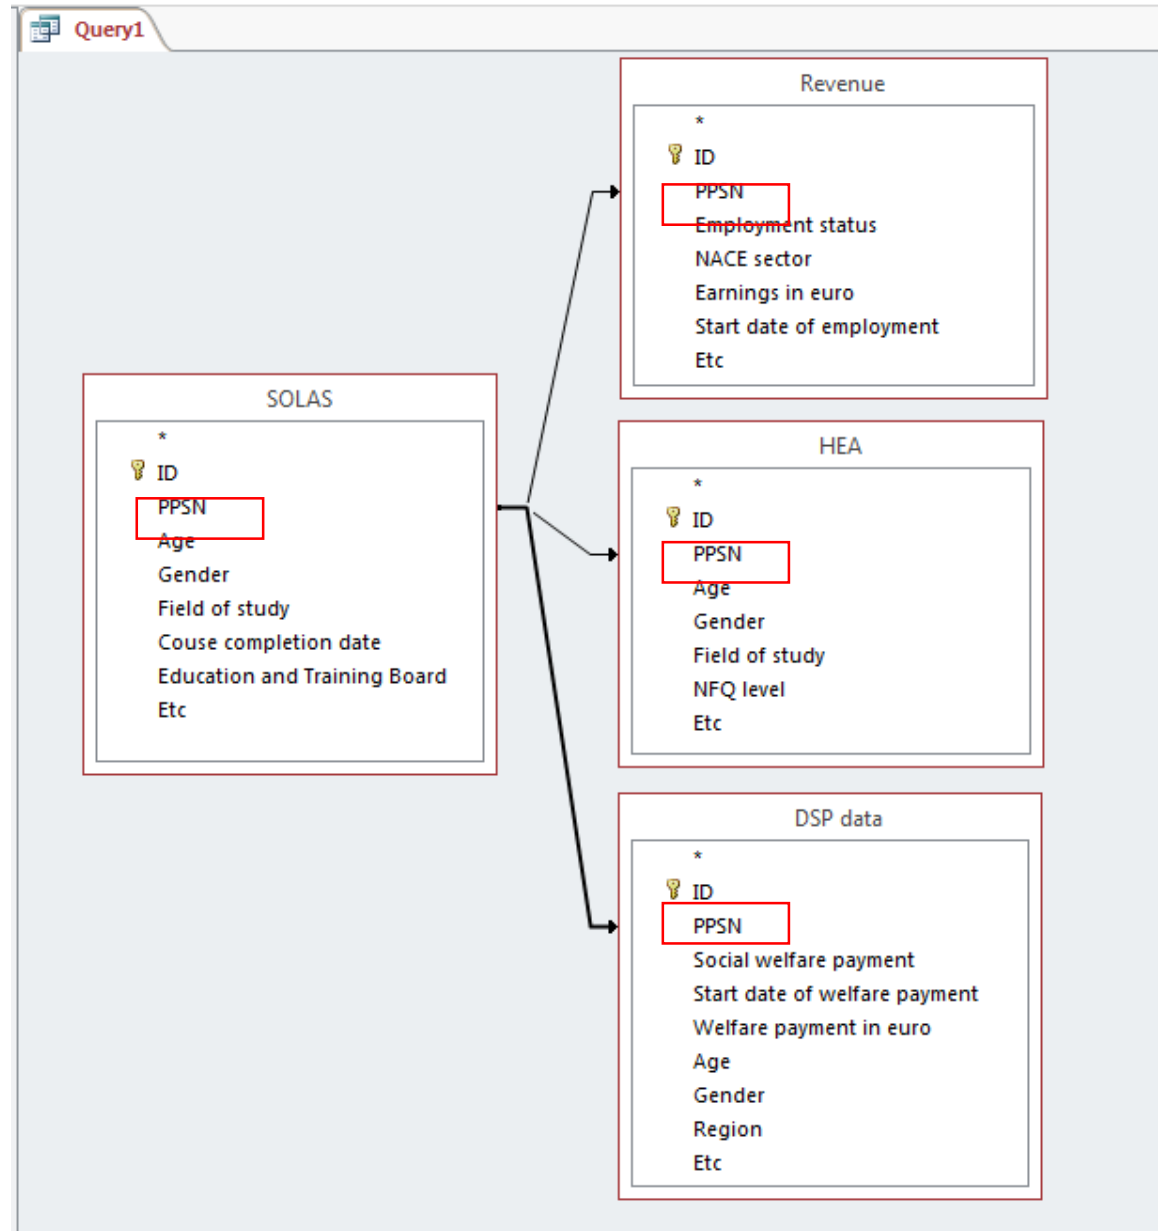 Query1
Revenue
*
ID
PPSN
Employment status
NACE sector
Earnings in euro
Start date of employment
Etc
SOLAS
*
ID
PPSN
Age
Gender
Field of study
Couse completion date
Education and Training Board
Etc
HEA
*
ID
PPSN
Age
Gender
Field of study
NFQ level
Etc
DSP data
*
ID
PPSN
Social welfare payment
Start date of welfare payment
Welfare payment in euro
Age
Gender
Region
Etc